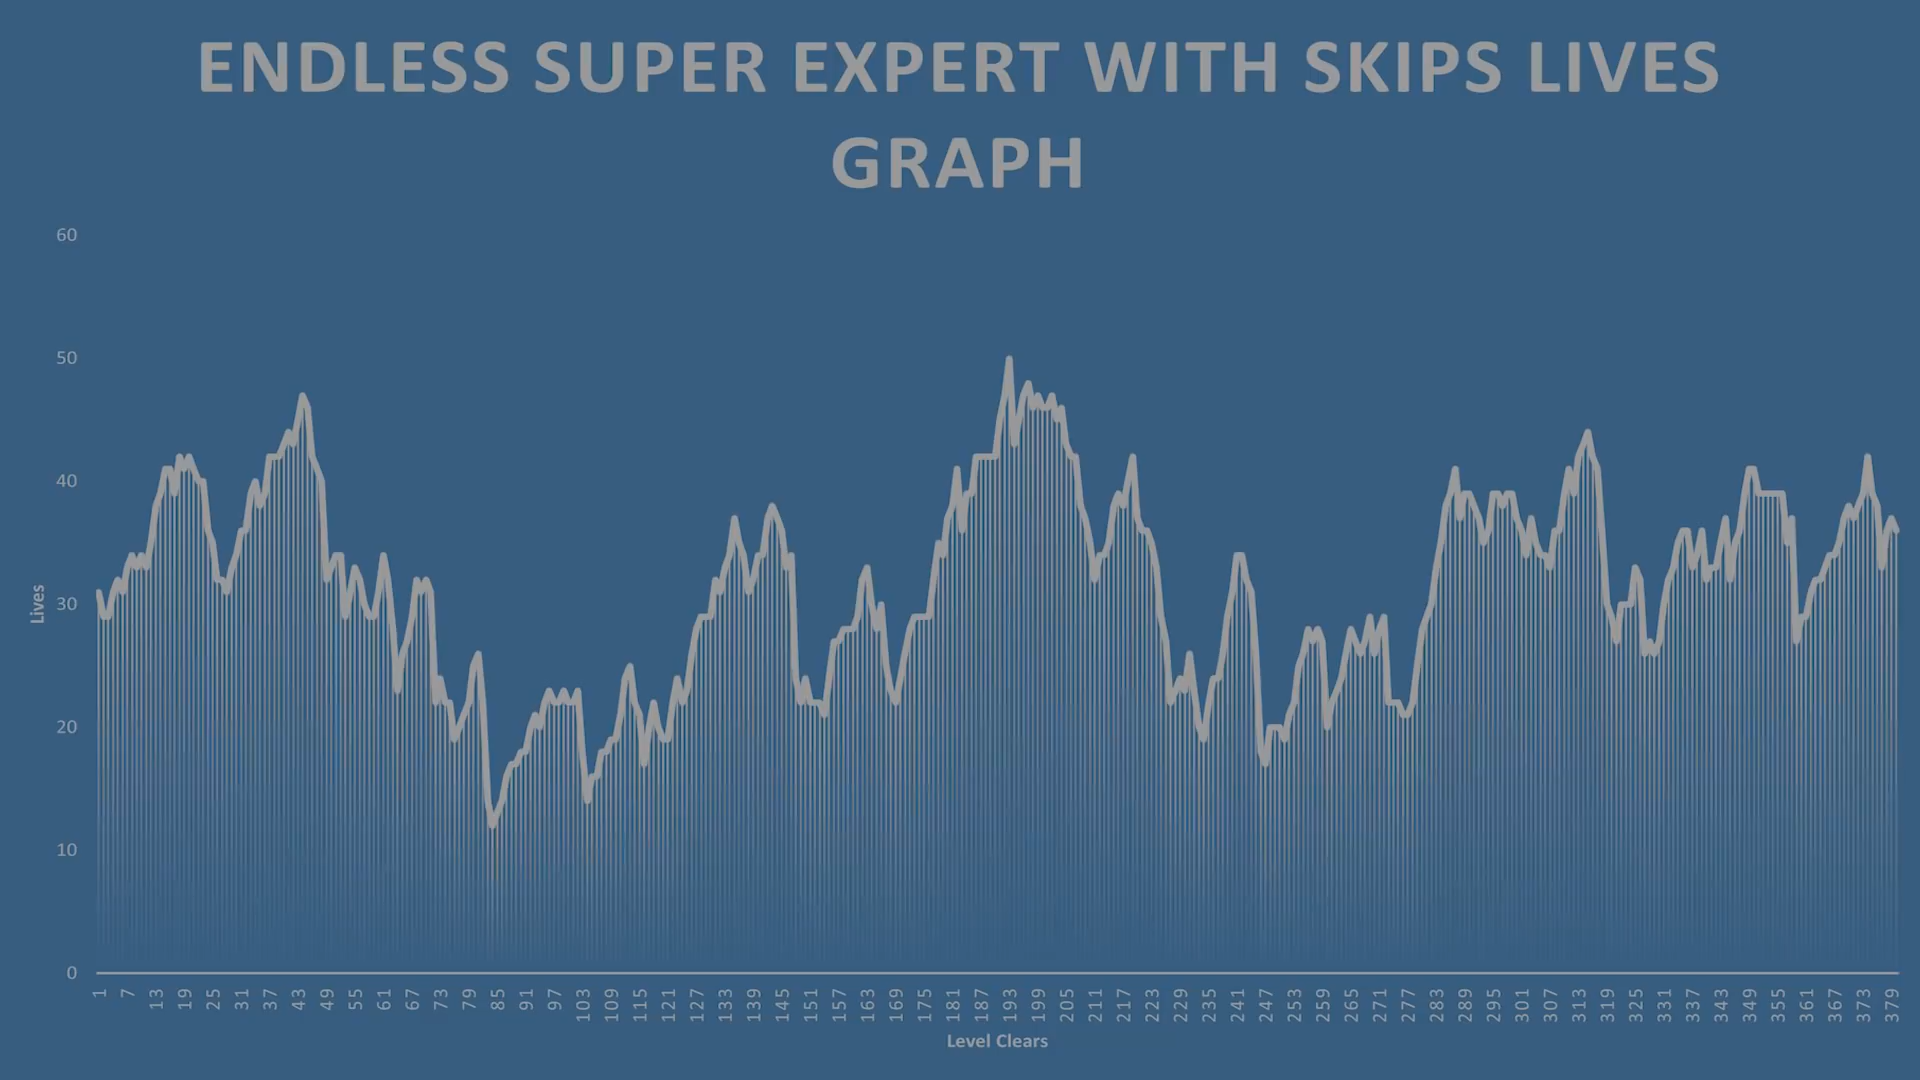 ENDLESS SUPER EXPERT WITH SKIPS LIVES
GRAPH
60
50
40
30
20
10
0
Lives
1 7 13 19 25 31 37 43 49 55 61 67 73 79 85 91 97 103 109 115 121 127 133 139 145 151 157 163 169 175 181 187 193 199 205 211 217 223 229 235 241 247 253 259 265 271 277 283 289 295 301 307 313 319 325 331 337 343 349 355 361 367 373 379
Level Clears